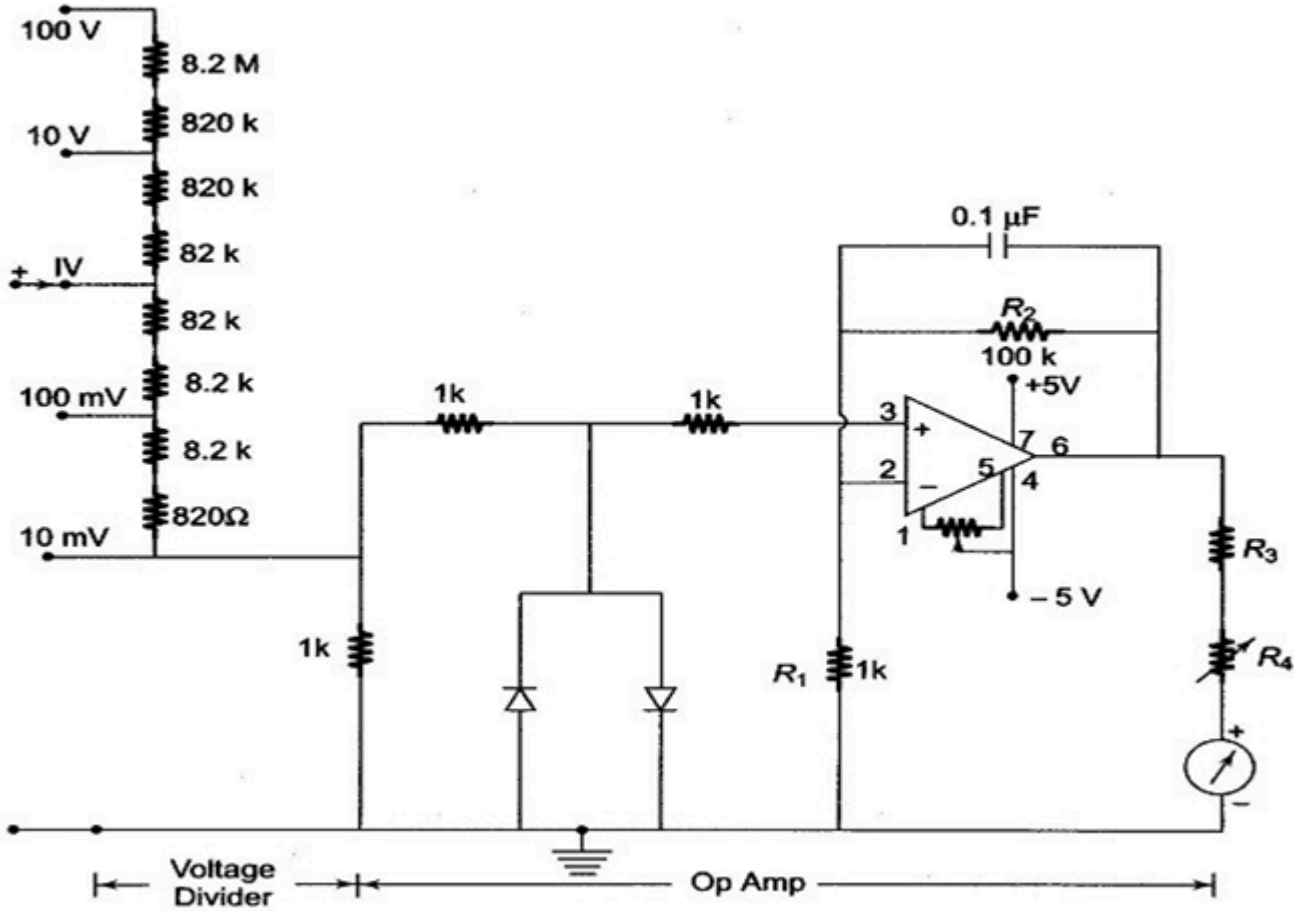 100 V
8.2 M
820 k
10 V
820 k
82 k
+ IV
82 k
8.2 k
100 mV
8.2 k
820Ω
10 mV
1k
1k
1k
0.1 μF
R2
100 k
+5V
3
+
7
6
2
−
5
4
1
− 5 V
R1
1k
R3
R4
+
−
Voltage
Divider
Op Amp